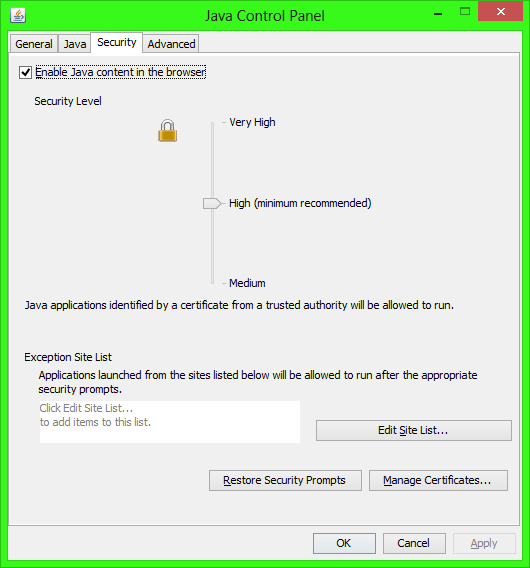 Java Control Panel
General Java Security Advanced
Enable Java content in the browser
Security Level
Very High
High (minimum recommended)
Medium
Java applications identified by a certificate from a trusted authority will be allowed to run.
Exception Site List
Applications launched from the sites listed below will be allowed to run after the appropriate
security prompts.
Click Edit Site List...
to add items to this list.
Edit Site List...
Restore Security Prompts Manage Certificates...
OK Cancel Apply